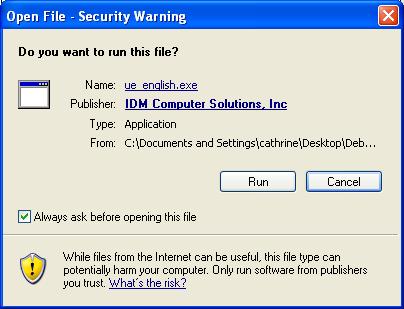 Open File - Security Warning
Do you want to run this file?
Name: ue_english.exe
Publisher: IDM Computer Solutions, Inc
Type: Application
From: C:\Documents and Settings\cathrine\Desktop\Deb...
Run Cancel
Always ask before opening this file
While files from the Internet can be useful, this file type can
potentially harm your computer. Only run software from publishers
you trust. What's the risk?